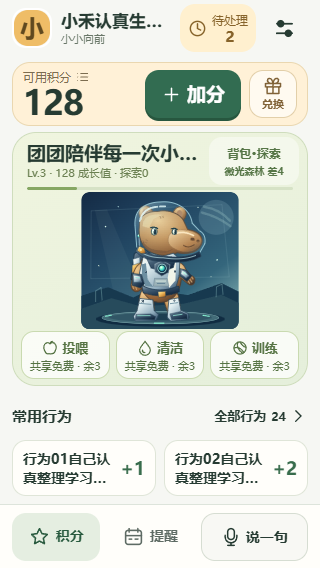 小
小禾认真生...
小小向前
待处理
2
可用积分
128
+ 加分
兑换
团团陪伴每一次小...
Lv.3 · 128 成长值 · 探索0
背包·探索
微光森林 差4
投喂
共享免费 · 余3
清洁
共享免费 · 余3
训练
共享免费 · 余3
常用行为
全部行为 24
行为01自己认
真整理学习...
+1
行为02自己认
真整理学习...
+2
积分
提醒
说一句